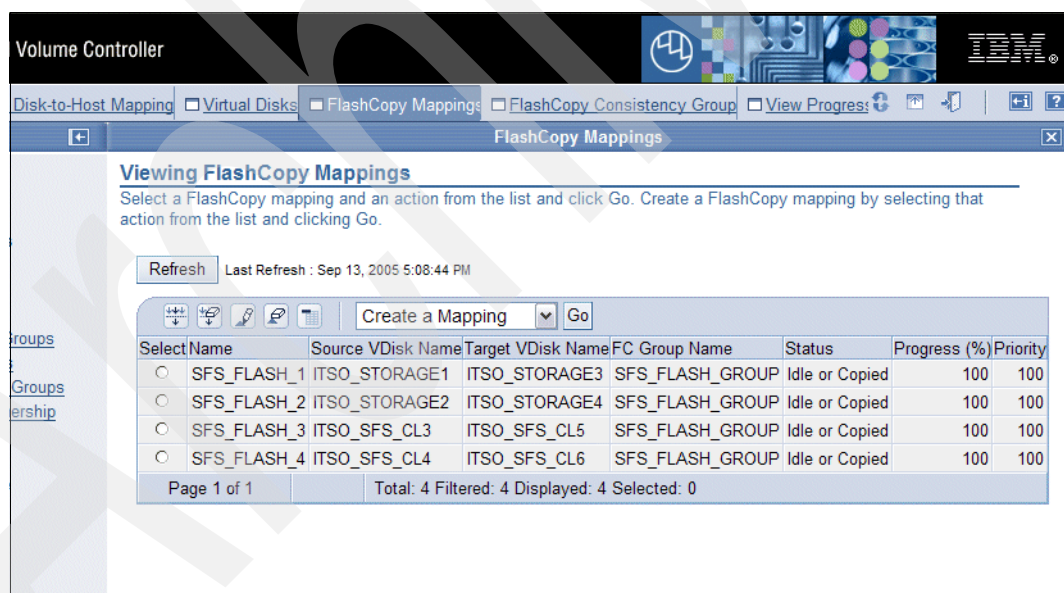 Volume Controller
IBM®
Disk-to-Host Mapping Virtual Disks FlashCopy Mappings FlashCopy Consistency Group View Progress
FlashCopy Mappings
Viewing FlashCopy Mappings
Select a FlashCopy mapping and an action from the list and click Go. Create a FlashCopy mapping by selecting that
action from the list and clicking Go.
Refresh Last Refresh : Sep 13, 2005 5:08:44 PM
Create a Mapping Go
Select Name Source VDisk Name Target VDisk Name FC Group Name Status Progress (%) Priority
SFS_FLASH_1 ITSO_STORAGE1 ITSO_STORAGE3 SFS_FLASH_GROUP Idle or Copied 100 100
SFS_FLASH_2 ITSO_STORAGE2 ITSO_STORAGE4 SFS_FLASH_GROUP Idle or Copied 100 100
SFS_FLASH_3 ITSO_SFS_CL3 ITSO_SFS_CL5 SFS_FLASH_GROUP Idle or Copied 100 100
SFS_FLASH_4 ITSO_SFS_CL4 ITSO_SFS_CL6 SFS_FLASH_GROUP Idle or Copied 100 100
Page 1 of 1 Total: 4 Filtered: 4 Displayed: 4 Selected: 0
Groups
Groups
ership